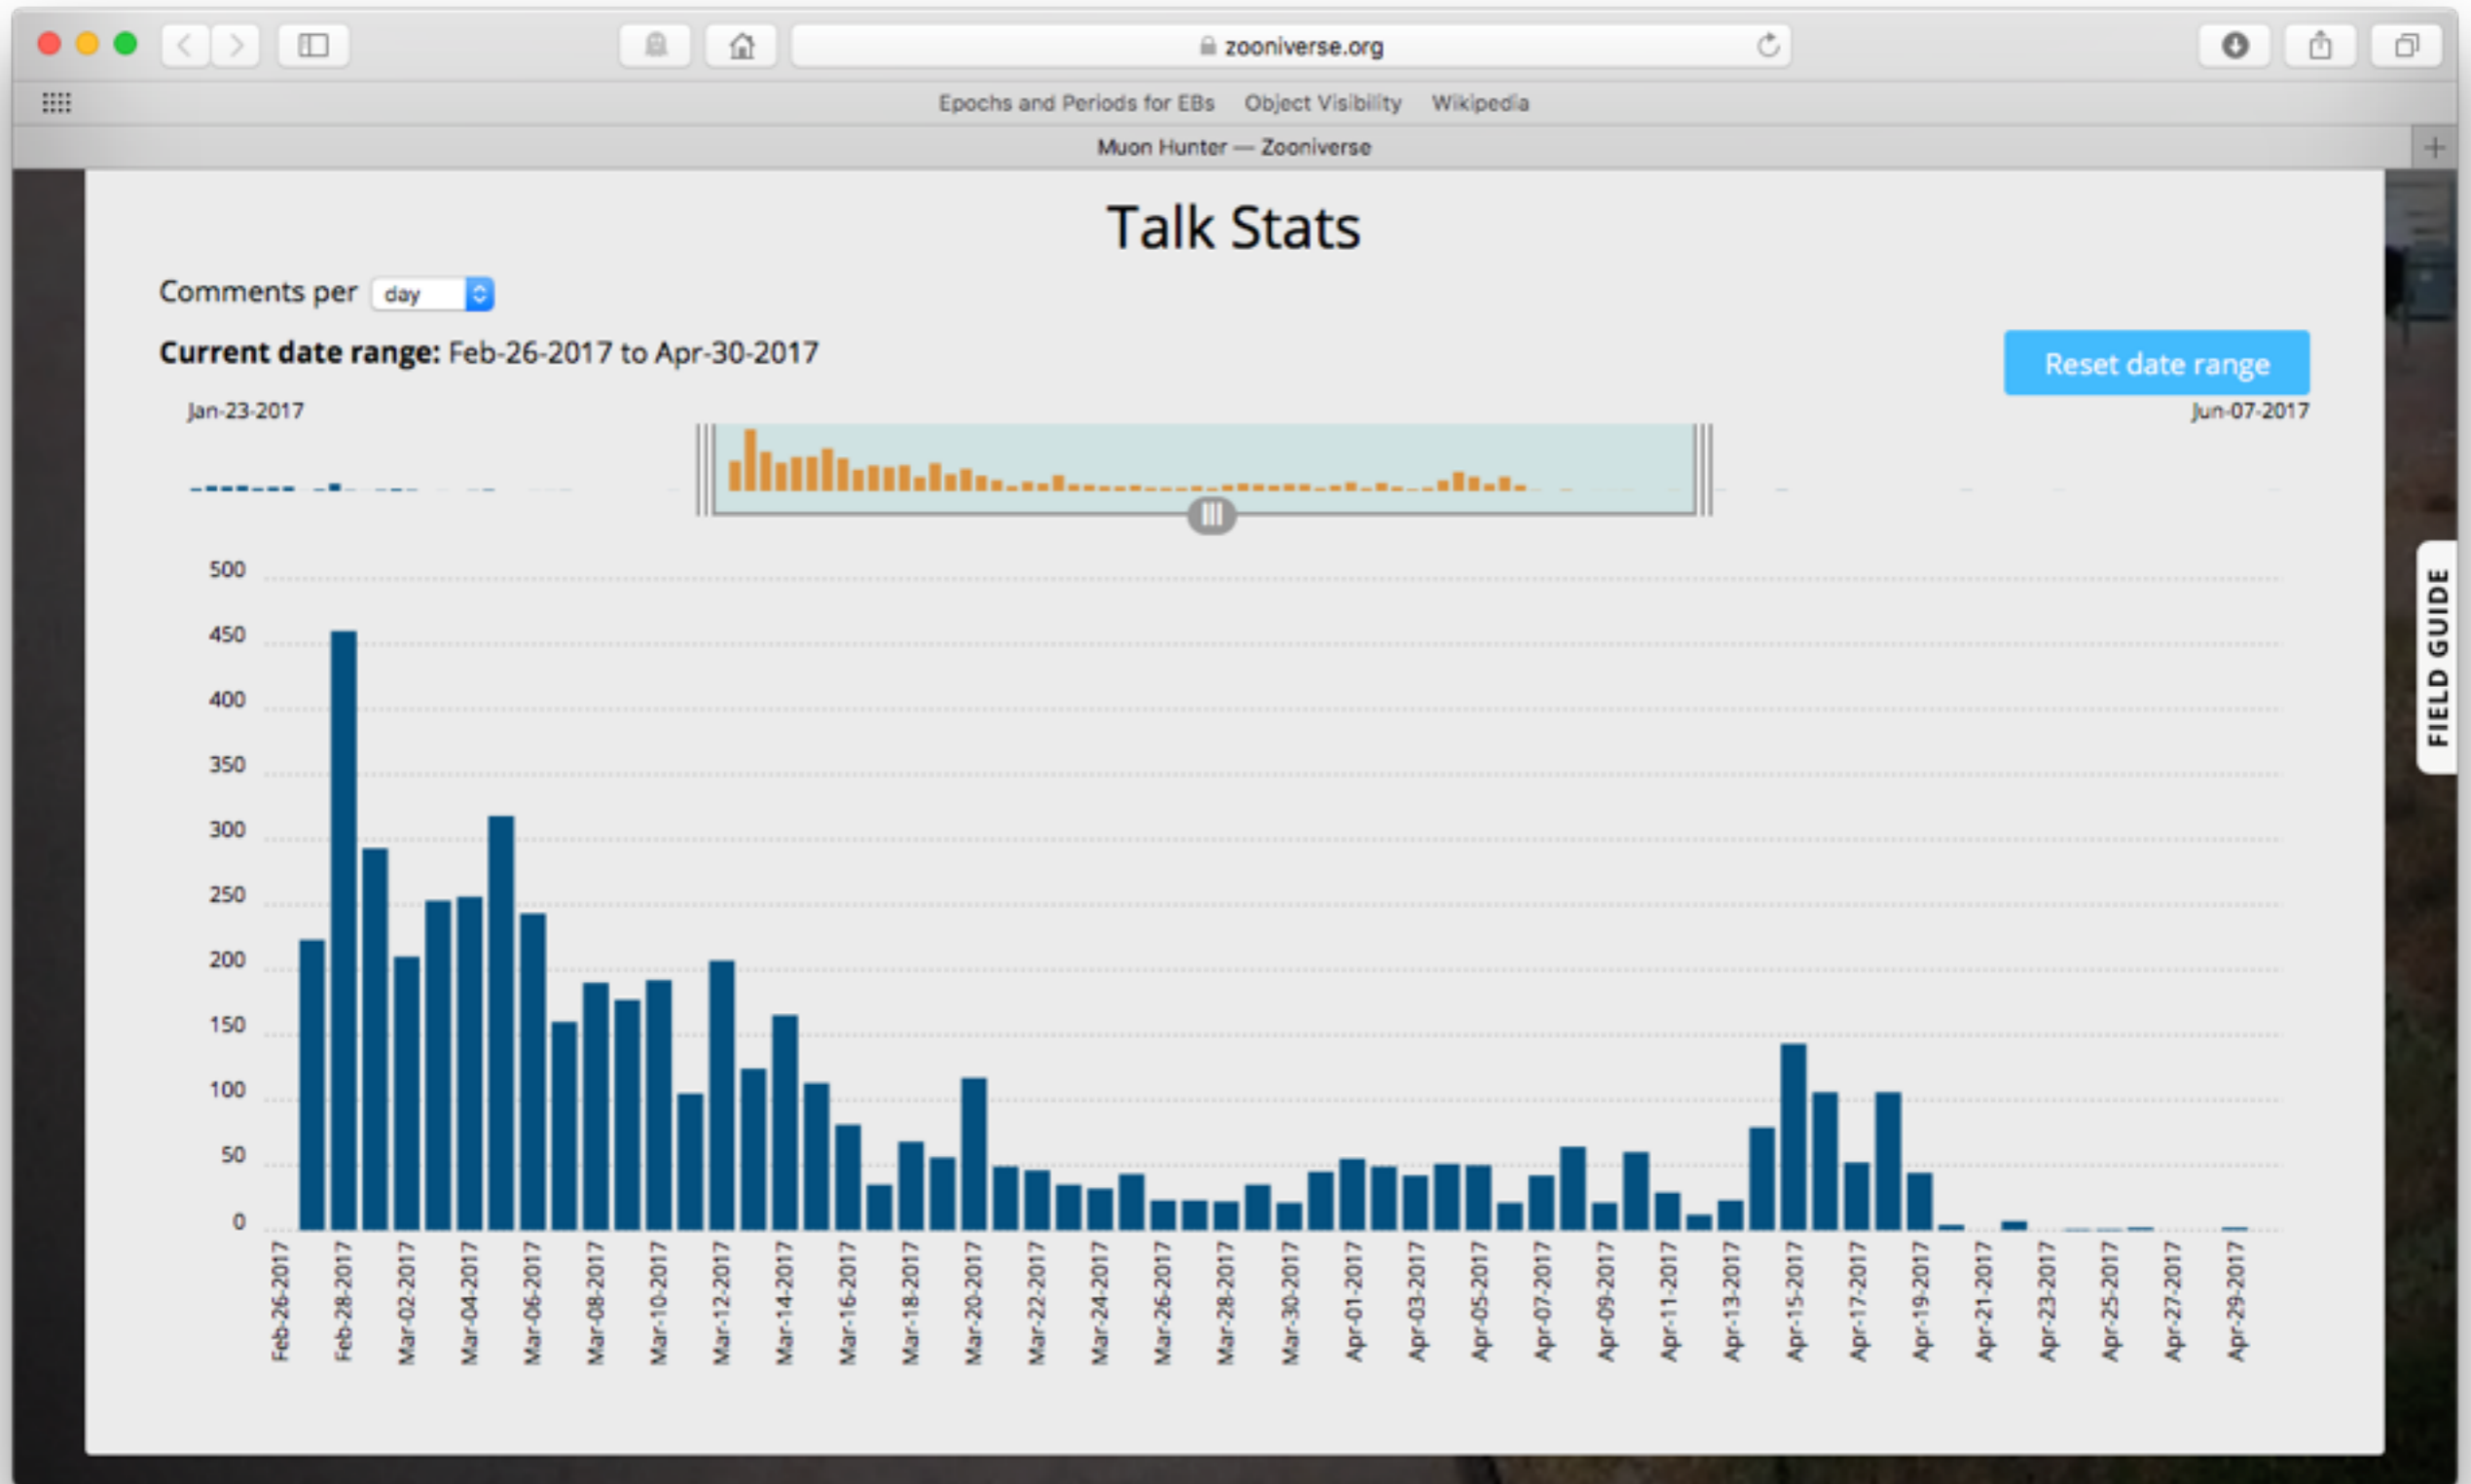 zooniverse.org
Epochs and Periods for EBs Object Visibility Wikipedia
Muon Hunter — Zooniverse
Talk Stats
Comments per day
Current date range: Feb-26-2017 to Apr-30-2017
Reset date range
Jan-23-2017 Jun-07-2017
500
450
400
350
300
250
200
150
100
50
0
Feb-26-2017
Feb-28-2017
Mar-02-2017
Mar-04-2017
Mar-06-2017
Mar-08-2017
Mar-10-2017
Mar-12-2017
Mar-14-2017
Mar-16-2017
Mar-18-2017
Mar-20-2017
Mar-22-2017
Mar-24-2017
Mar-26-2017
Mar-28-2017
Mar-30-2017
Apr-01-2017
Apr-03-2017
Apr-05-2017
Apr-07-2017
Apr-09-2017
Apr-11-2017
Apr-13-2017
Apr-15-2017
Apr-17-2017
Apr-19-2017
Apr-21-2017
Apr-23-2017
Apr-25-2017
Apr-27-2017
Apr-29-2017
FIELD GUIDE